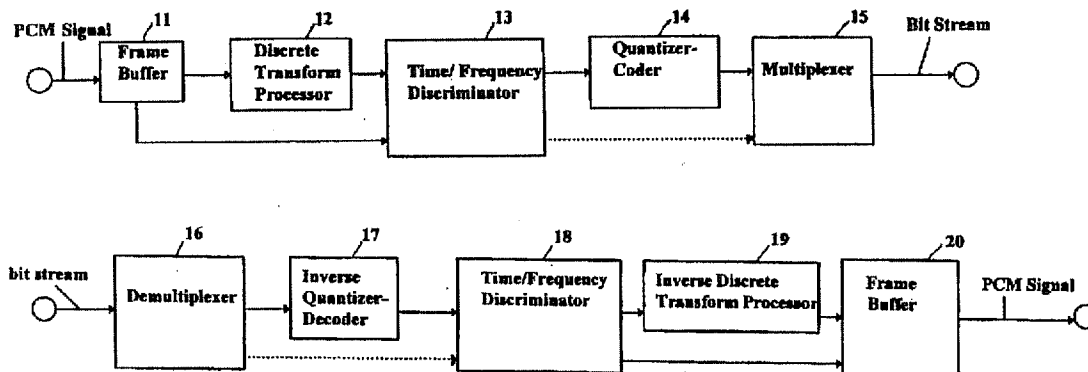 11 12 13 14 15
PCM Signal
Frame
Buffer
Discrete
Transform
Processor
Time/ Frequency
Discriminator
Quantizer-
Coder
Multiplexer
Bit Stream
16 17 18 19 20
bit stream
Demultiplexer
Inverse
Quantizer-
Decoder
Time/Frequency
Discriminator
Inverse Discrete
Transform Processor
Frame
Buffer
PCM Signal